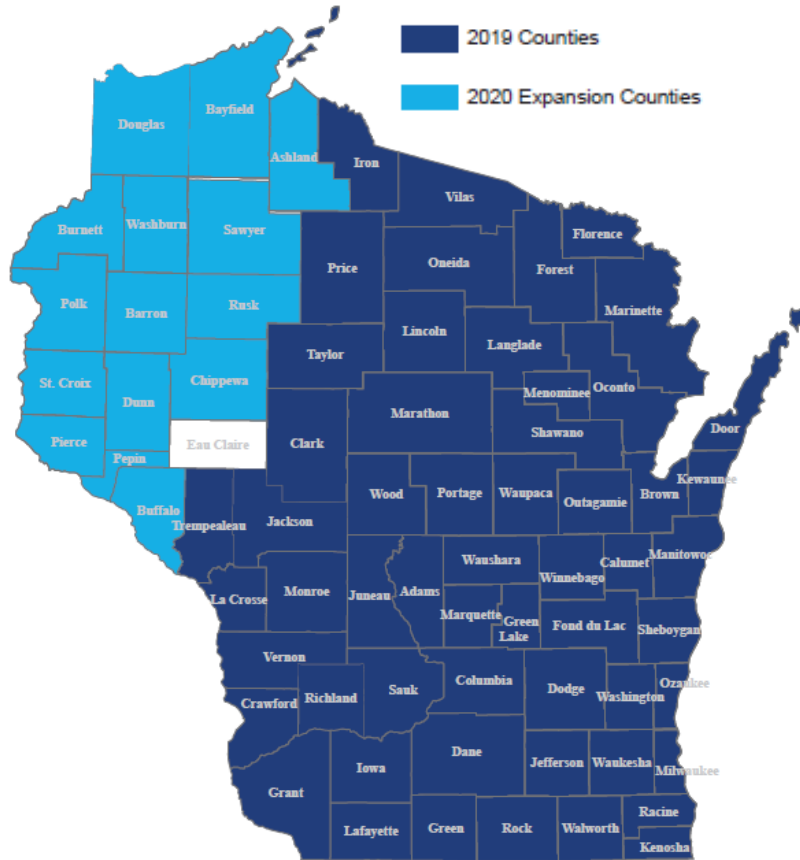 2019 Counties
2020 Expansion Counties
Bayfield
Douglas
Ashland
Iron
Vilas
Burnett
Washburn
Sawyer
Florence
Price
Oneida
Forest
Polk
Barron
Rusk
Marinette
Lincoln
Langlade
Taylor
St. Croix
Dunn
Chippewa
Menominee
Oconto
Marathon
Door
Pierce
Eau Claire
Clark
Shawano
Pepin
Kewaunee
Wood
Portage
Waupaca
Outagamie
Brown
Buffalo
Trempealeau
Jackson
Manitowoc
Waushara
Calumet
Winnebago
La Crosse
Monroe
Juneau
Adams
Marquette
Green
Lake
Fond du Lac
Sheboygan
Vernon
Columbia
Ozaukee
Richland
Sauk
Dodge
Washington
Crawford
Dane
Iowa
Jefferson
Waukesha
Milwaukee
Grant
Racine
Lafayette
Green
Rock
Walworth
Kenosha